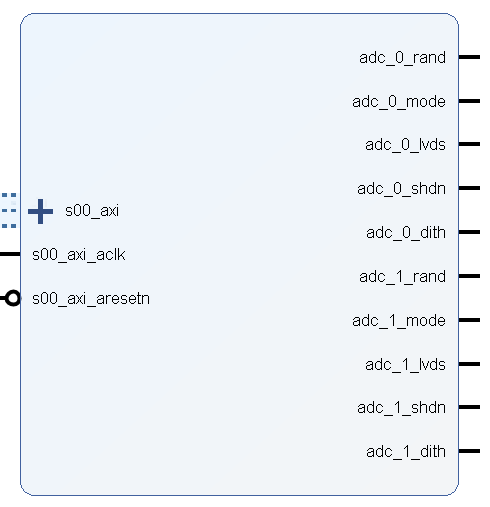 s00_axi
s00_axi_aclk
s00_axi_aresetn
adc_0_rand
adc_0_mode
adc_0_lvds
adc_0_shdn
adc_0_dith
adc_1_rand
adc_1_mode
adc_1_lvds
adc_1_shdn
adc_1_dith